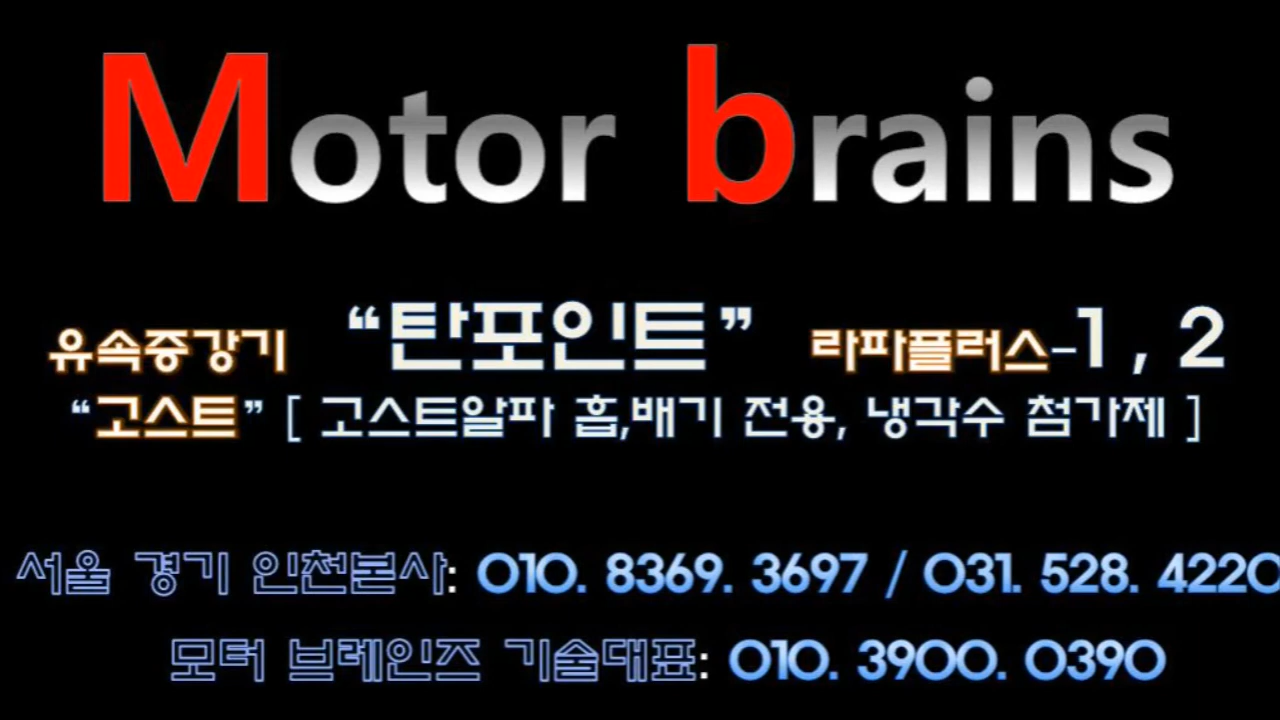 Motor brains
유속증강기 “탄포인트” 라파플러스-1 , 2
“고스트” [ 고스트알파 흡,배기 전용, 냉각수 첨가제 ]
서울 경기 인천본사: 010. 8369. 3697 / 031. 528. 4220
모터 브레인즈 기술대표: 010. 3900. 0390